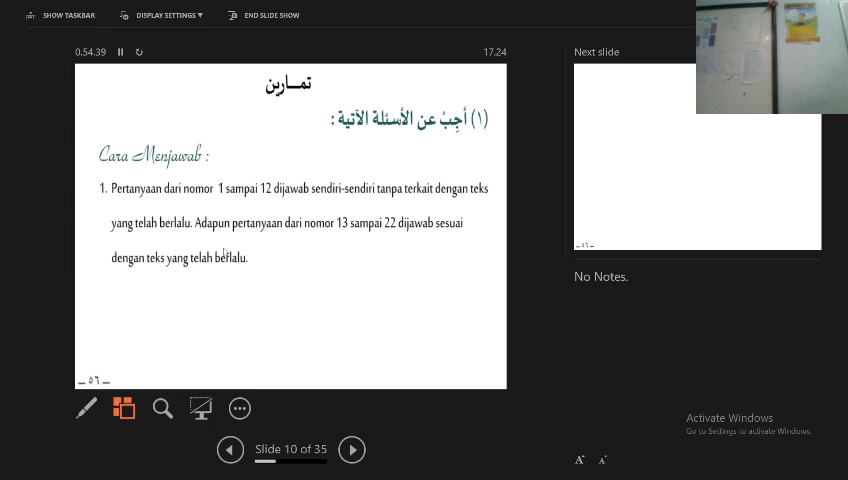 SHOW TASKBAR
DISPLAY SETTINGS ▼
END SLIDE SHOW
0.54.39
17.24
Next slide
تمــارين
(١) أجِبْ عن الأسئلة الآتية :
Cara Menjawab :
1. Pertanyaan dari nomor 1 sampai 12 dijawab sendiri-sendiri tanpa terkait dengan teks
yang telah berlalu. Adapun pertanyaan dari nomor 13 sampai 22 dijawab sesuai
dengan teks yang telah berlalu.
– ٥٦ –
No Notes.
Activate Windows
Go to Settings to activate Windows.
Slide 10 of 35
A A